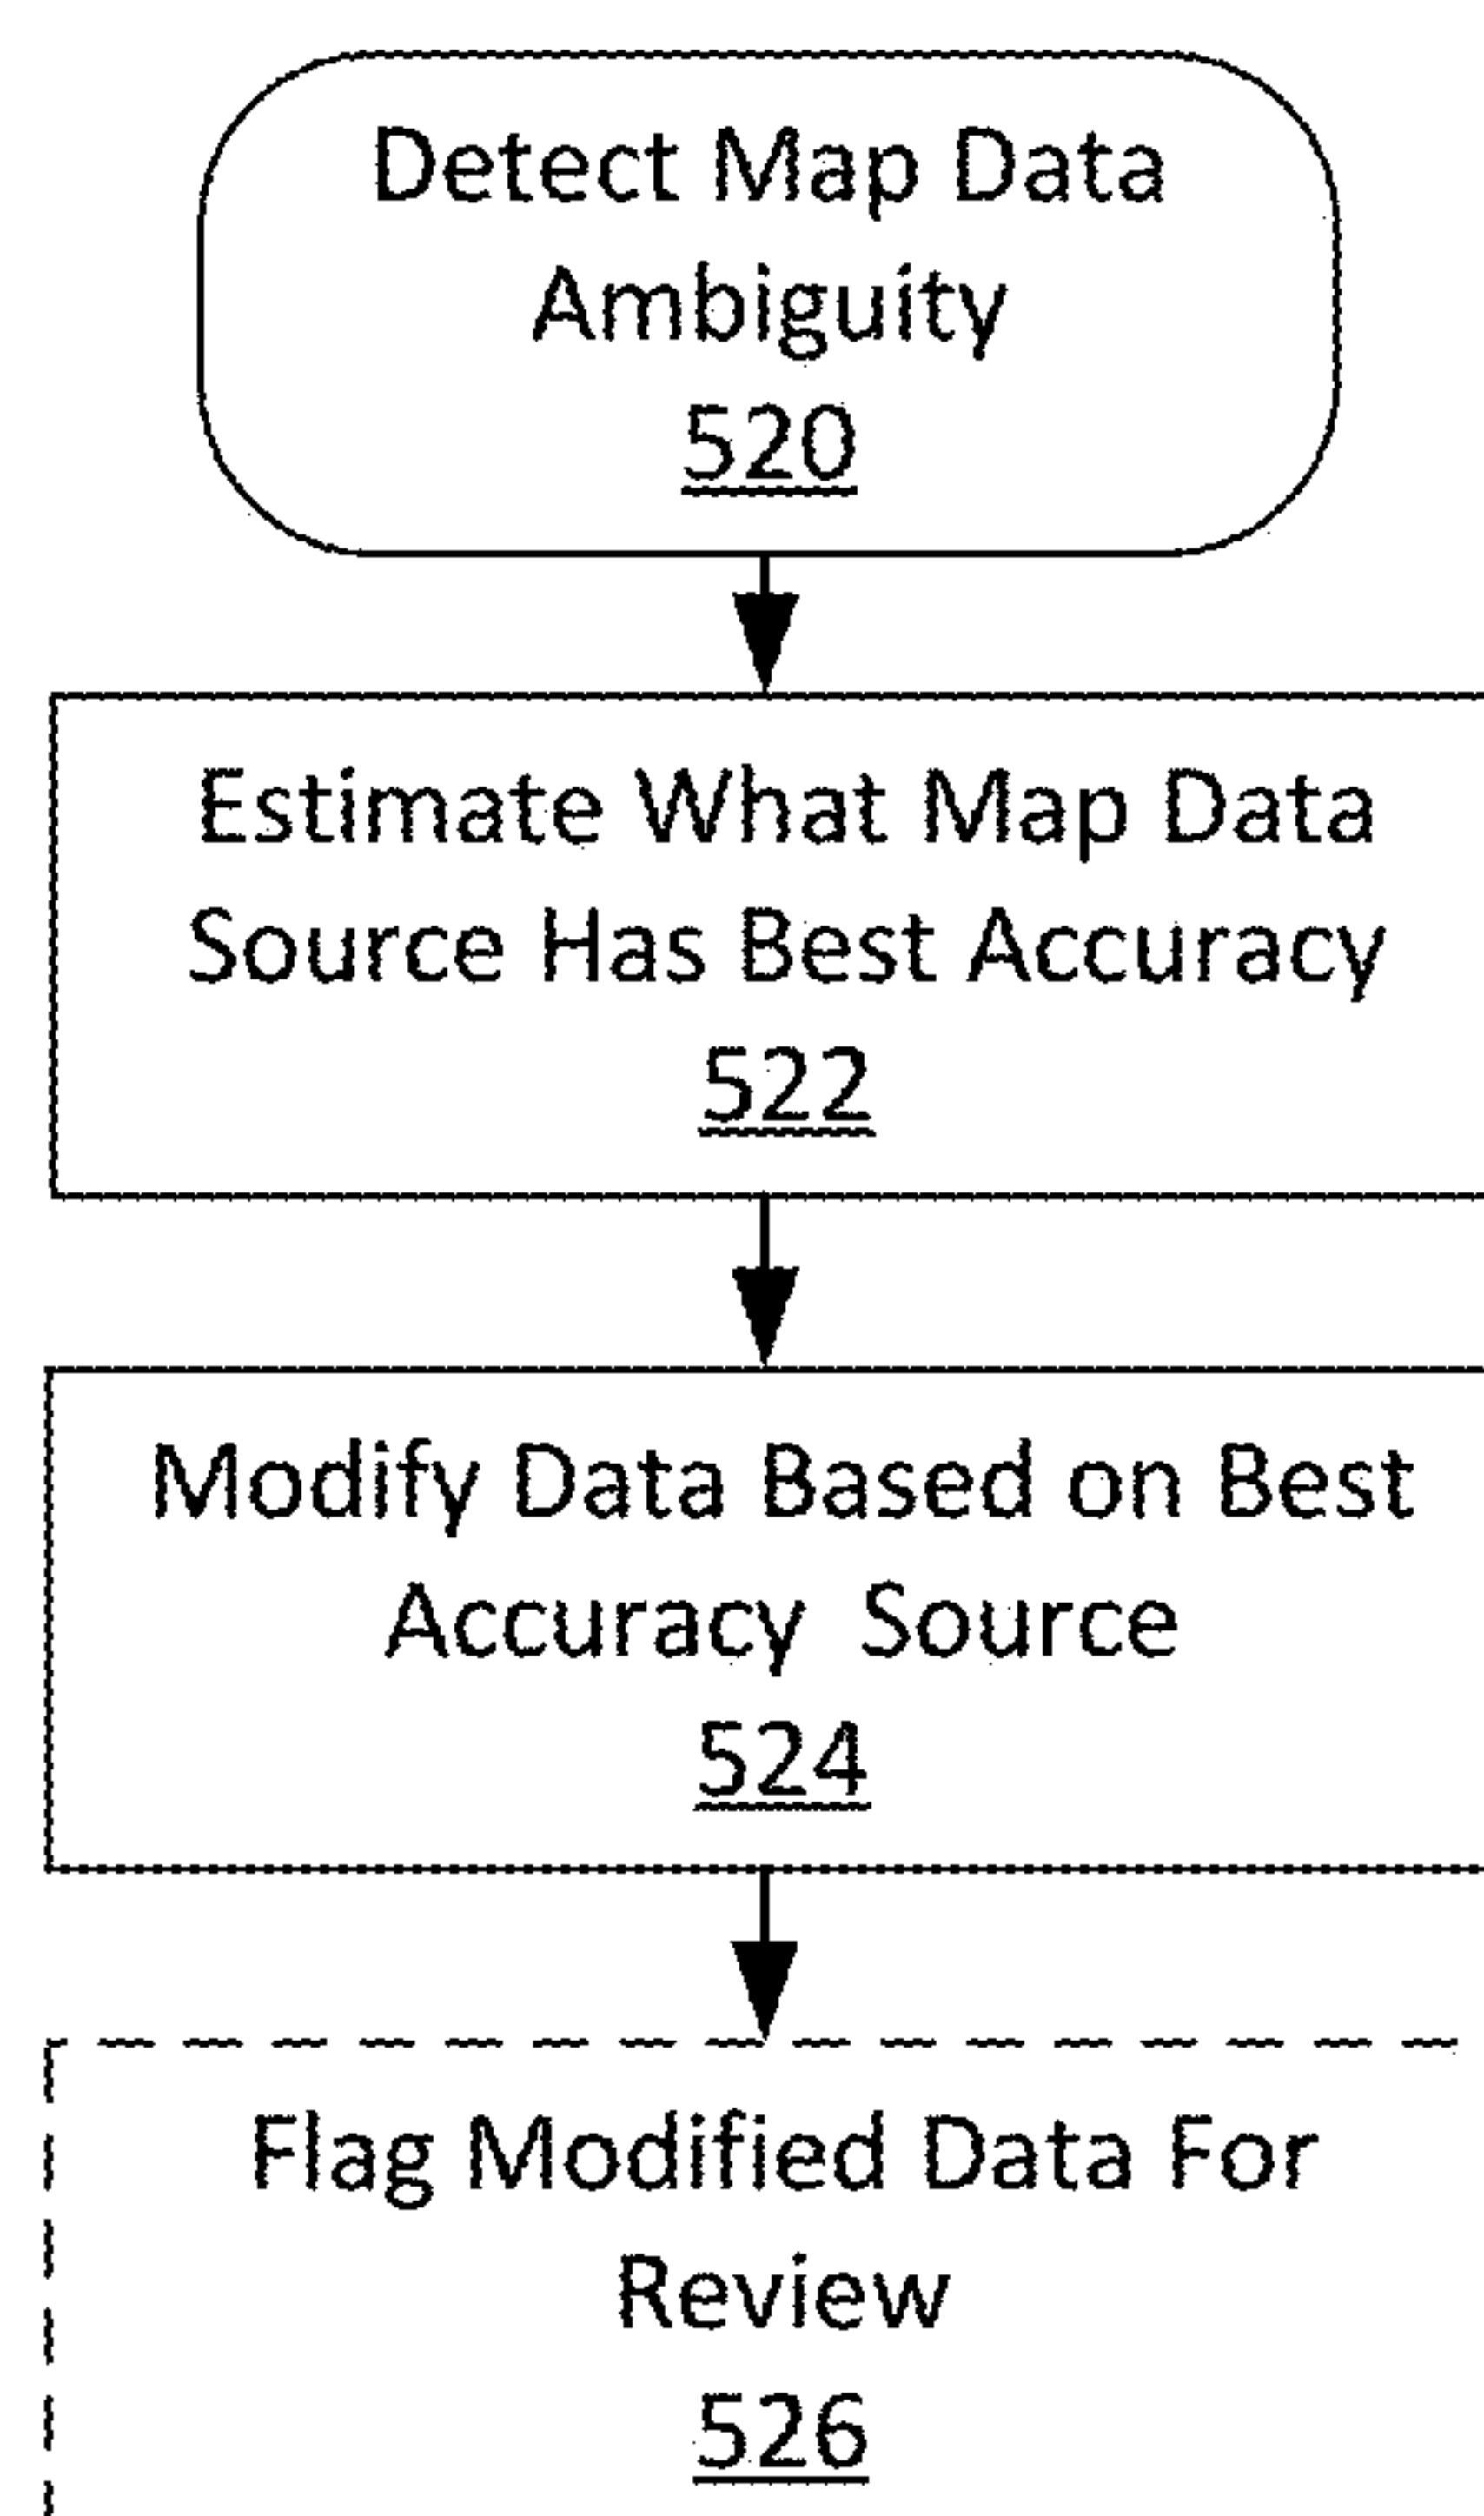 Detect Map Data
Ambiguity
520
Estimate What Map Data
Source Has Best Accuracy
522
Modify Data Based on Best
Accuracy Source
524
Flag Modified Data For
Review
526